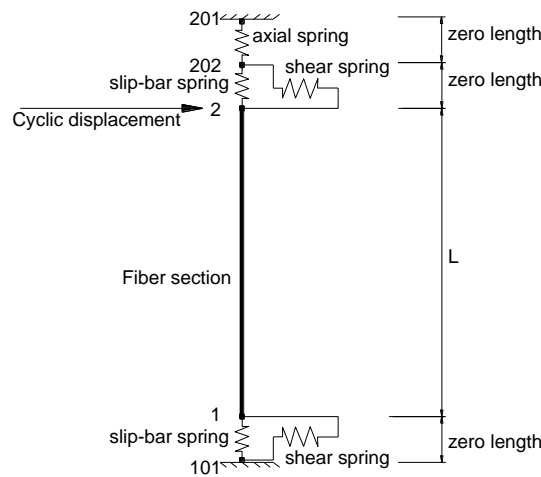 201
axial spring
zero length
202
shear spring
slip-bar spring
zero length
2
Cyclic displacement
L
Fiber section
1
slip-bar spring
zero length
101
shear spring